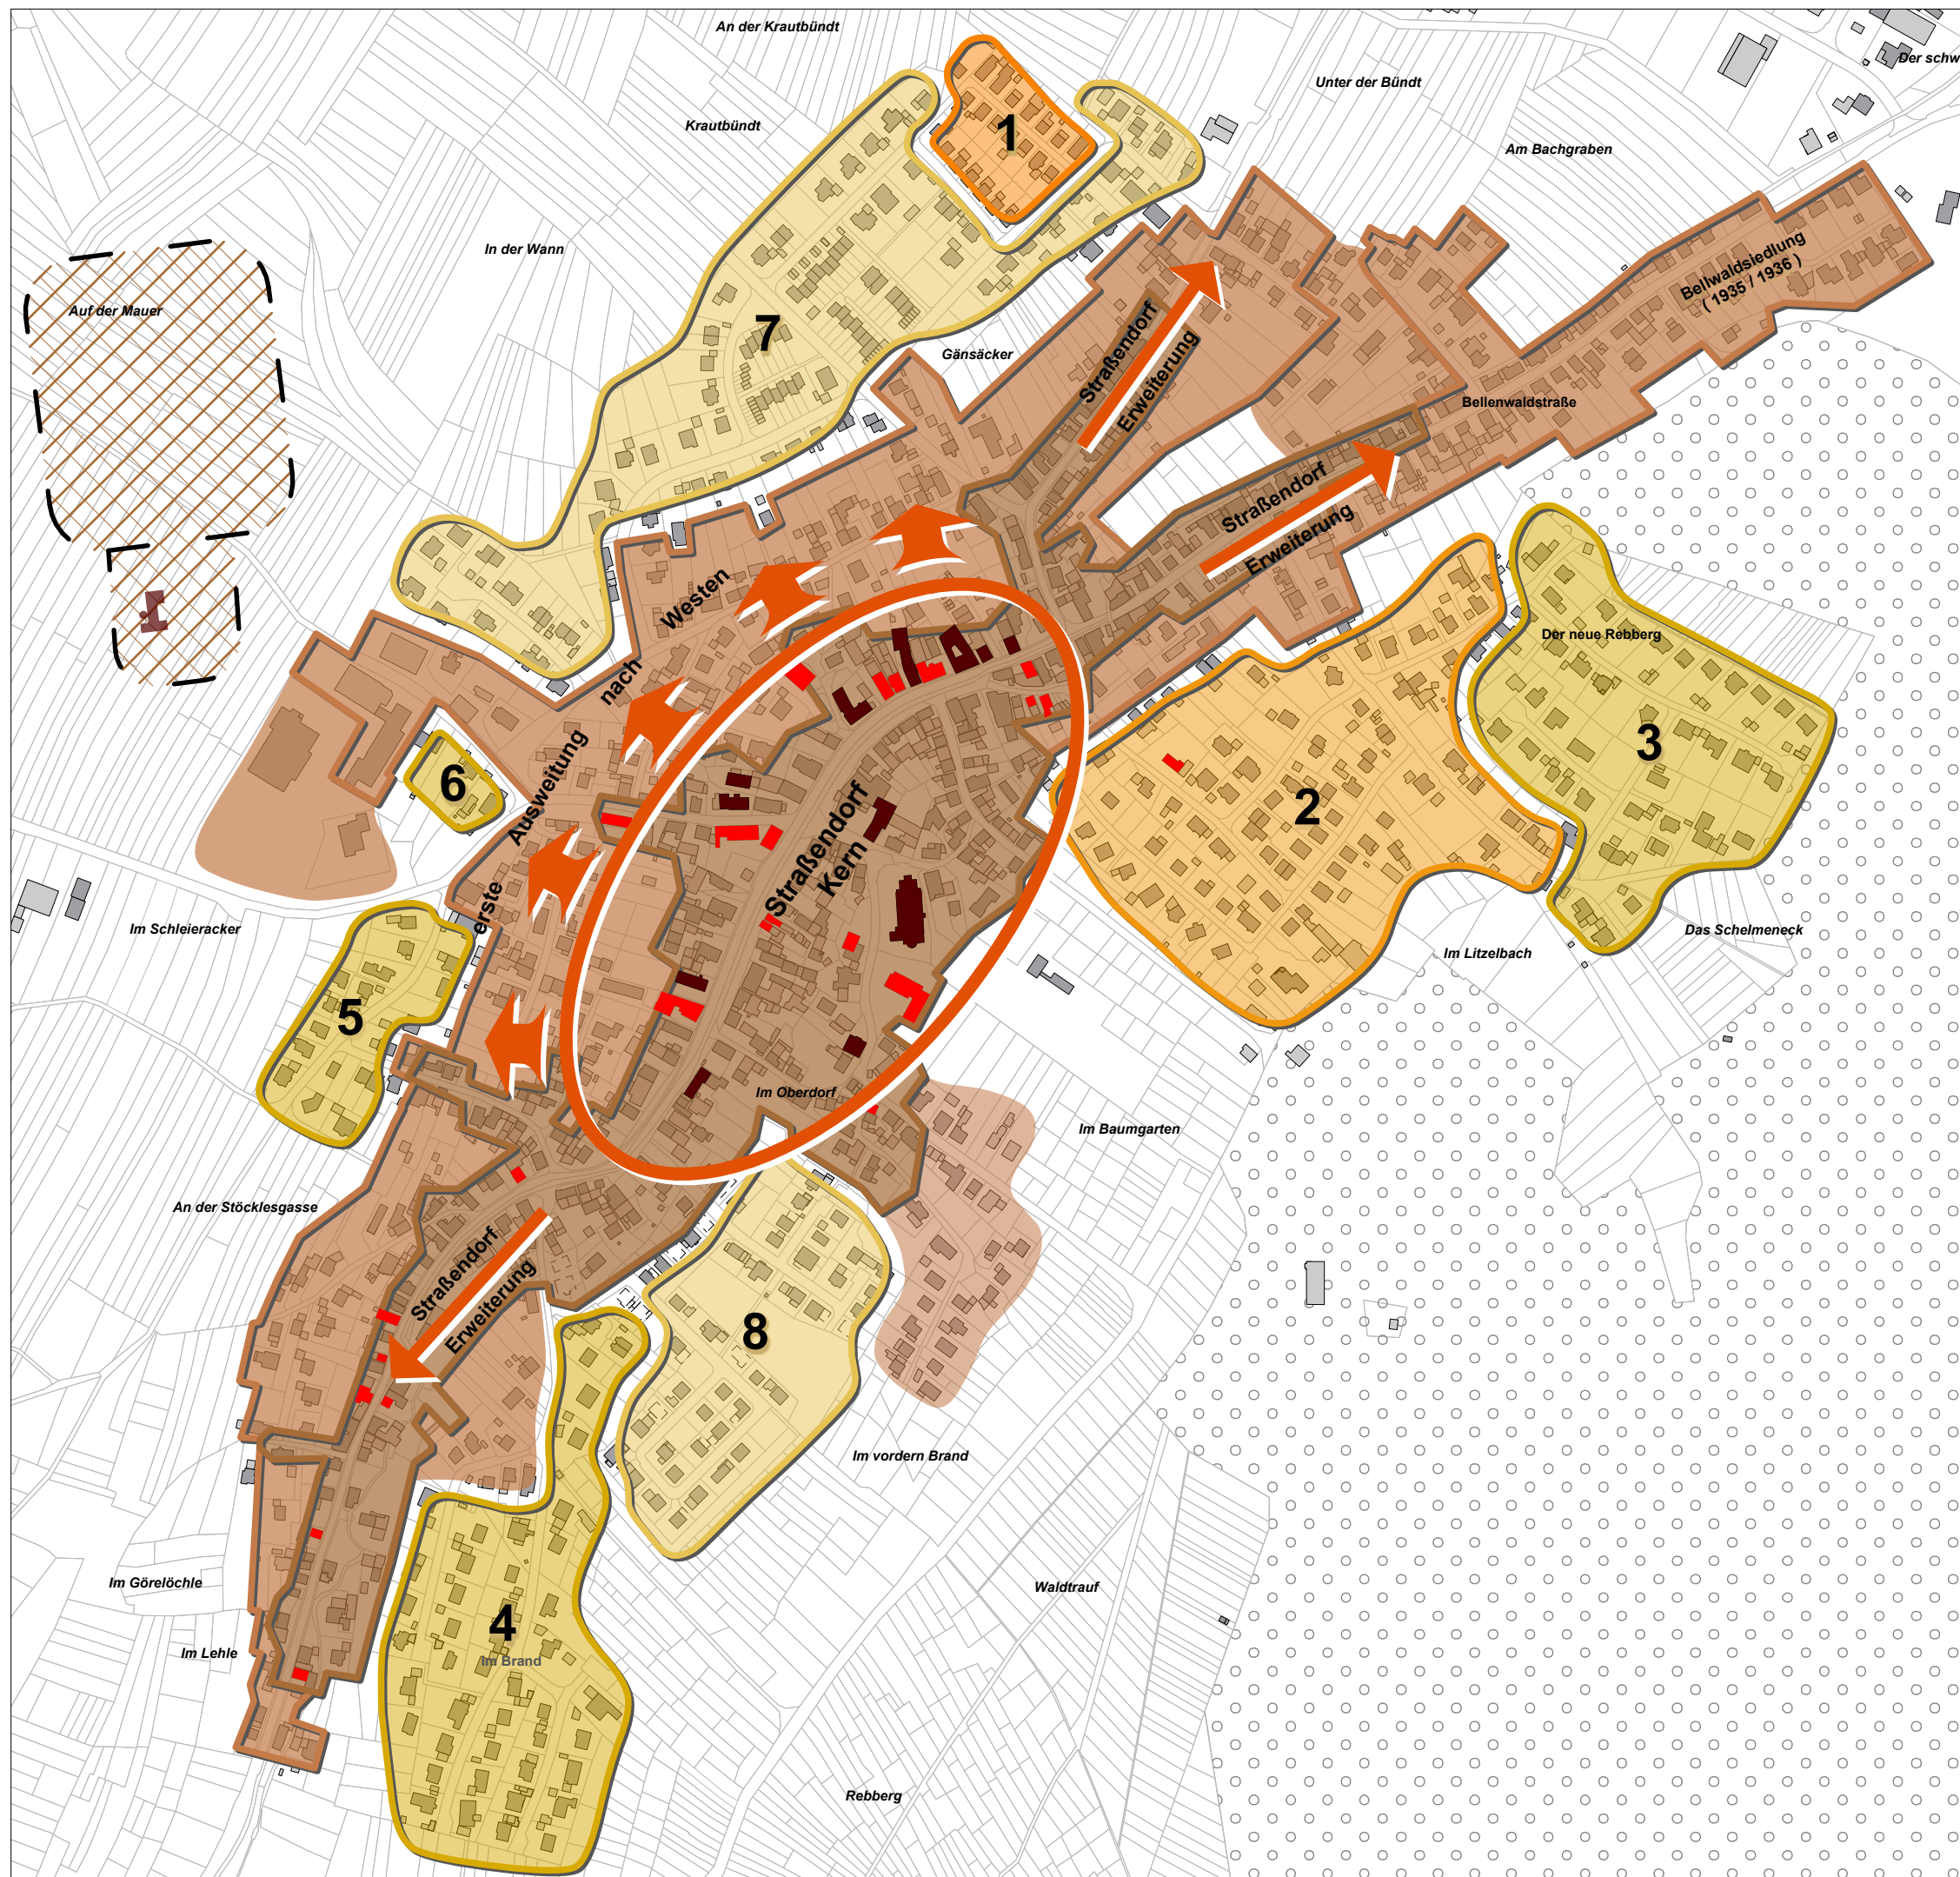 An der Krautbündt
Der schw
Unter der Bündt
Krautbündt
1
Am Bachgraben
In der Wann
Bellwaldsiedlung
( 1935 / 1936 )
Auf der Mauer
7
Gänsäcker
Straßendorf
Erweiterung
Bellenwaldstraße
Straßendorf
Erweiterung
erste Ausweitung nach Westen
Der neue Rebberg
3
6
2
Straßendorf
Kern
Im Schleieracker
Das Schelmeneck
Im Litzelbach
5
Im Oberdorf
Im Baumgarten
An der Stöcklesgasse
Straßendorf
Erweiterung
8
Im vordern Brand
Im Görelöchle
Waldtrauf
4
Im Brand
Im Lehle
Rebberg